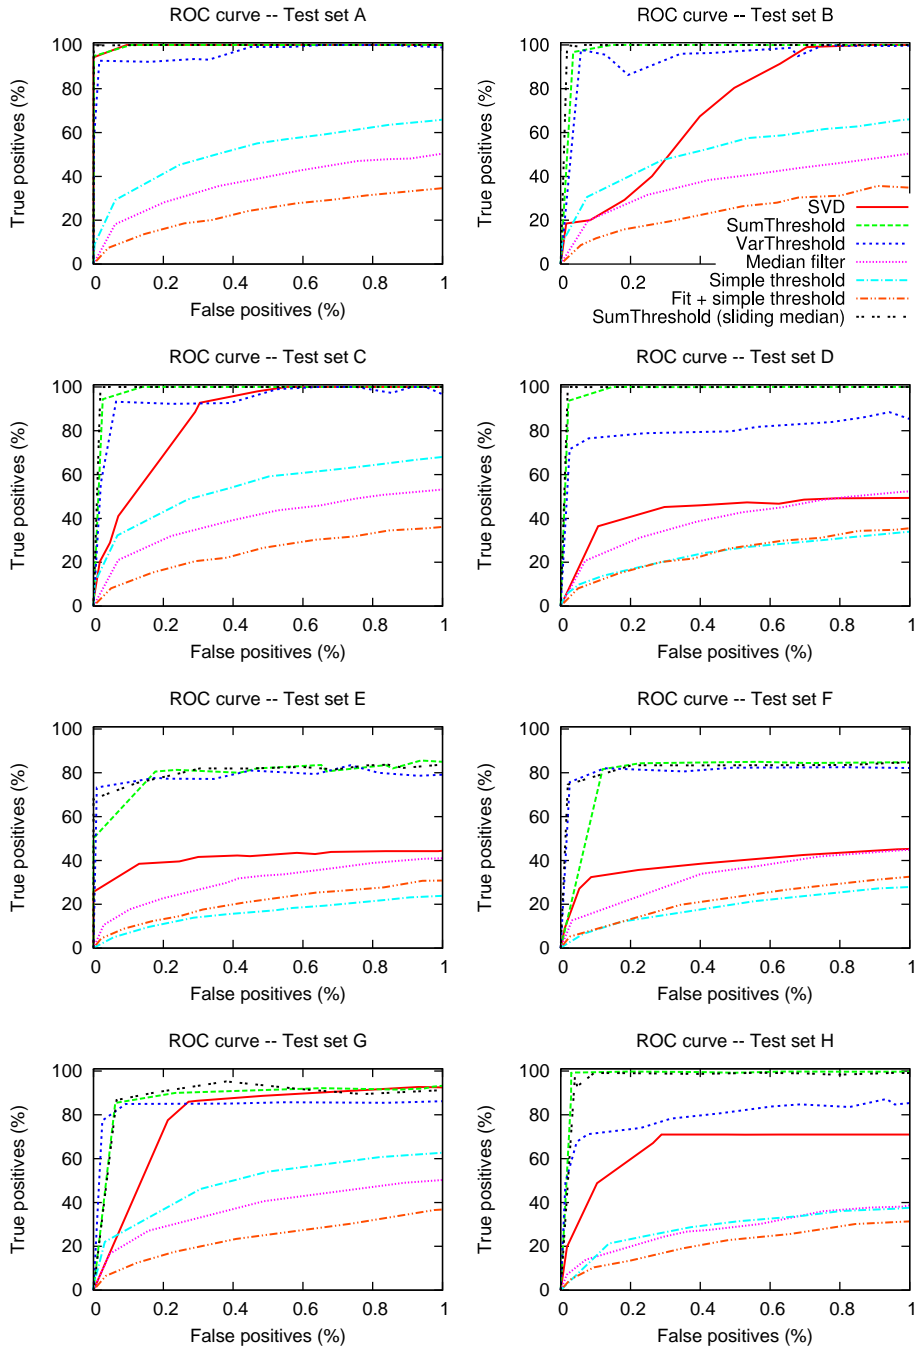 ROC curve -- Test set A
True positives (%)
100
80
60
40
20
0
0 0.2 0.4 0.6 0.8 1
False positives (%)
ROC curve -- Test set B
True positives (%)
100
80
60
40
20
0
0 0.2 0.4 0.6 0.8 1
False positives (%)
SVD
SumThreshold
VarThreshold
Median filter
Simple threshold
Fit + simple threshold
SumThreshold (sliding median)
ROC curve -- Test set C
True positives (%)
100
80
60
40
20
0
0 0.2 0.4 0.6 0.8 1
False positives (%)
ROC curve -- Test set D
True positives (%)
100
80
60
40
20
0
0 0.2 0.4 0.6 0.8 1
False positives (%)
ROC curve -- Test set E
True positives (%)
100
80
60
40
20
0
0 0.2 0.4 0.6 0.8 1
False positives (%)
ROC curve -- Test set F
True positives (%)
100
80
60
40
20
0
0 0.2 0.4 0.6 0.8 1
False positives (%)
ROC curve -- Test set G
True positives (%)
100
80
60
40
20
0
0 0.2 0.4 0.6 0.8 1
False positives (%)
ROC curve -- Test set H
True positives (%)
100
80
60
40
20
0
0 0.2 0.4 0.6 0.8 1
False positives (%)